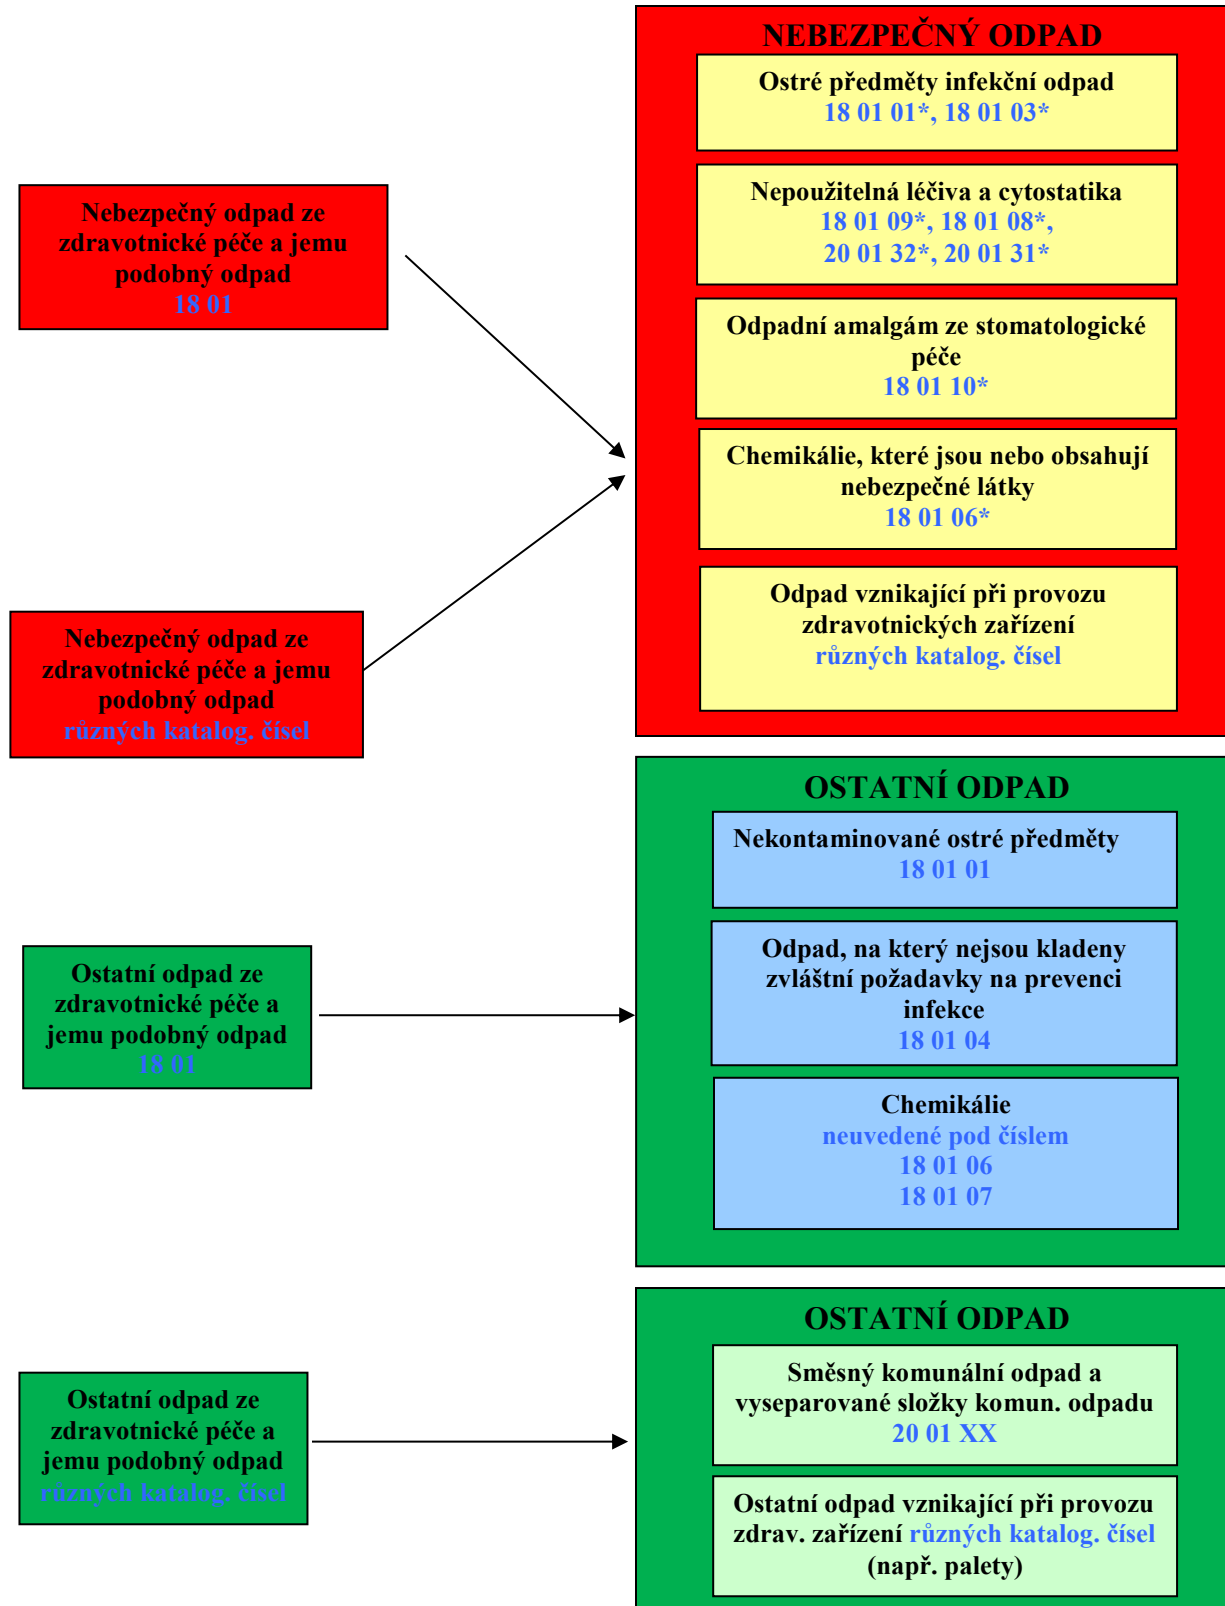 Nebezpečný odpad ze
zdravotnické péče a jemu
podobný odpad
18 01
NEBEZPEČNÝ ODPAD
Ostré předměty infekční odpad
18 01 01*, 18 01 03*
Nepoužitelná léčiva a cytostatika
18 01 09*, 18 01 08*,
20 01 32*, 20 01 31*
Odpadní amalgám ze stomatologické
péče
18 01 10*
Chemikálie, které jsou nebo obsahují
nebezpečné látky
18 01 06*
Odpad vznikající při provozu
zdravotnických zařízení
různých katalog. čísel
Nebezpečný odpad ze
zdravotnické péče a jemu
podobný odpad
různých katalog. čísel
Ostatní odpad ze
zdravotnické péče a
jemu podobný odpad
18 01
OSTATNÍ ODPAD
Nekontaminované ostré předměty
18 01 01
Odpad, na který nejsou kladeny
zvláštní požadavky na prevenci
infekce
18 01 04
Chemikálie
neuvedené pod číslem
18 01 06
18 01 07
Ostatní odpad ze
zdravotnické péče a
jemu podobný odpad
různých katalog. čísel
OSTATNÍ ODPAD
Směsný komunální odpad a
vyseparované složky komun. odpadu
20 01 XX
Ostatní odpad vznikající při provozu
zdrav. zařízení různých katalog. čísel
(např. palety)